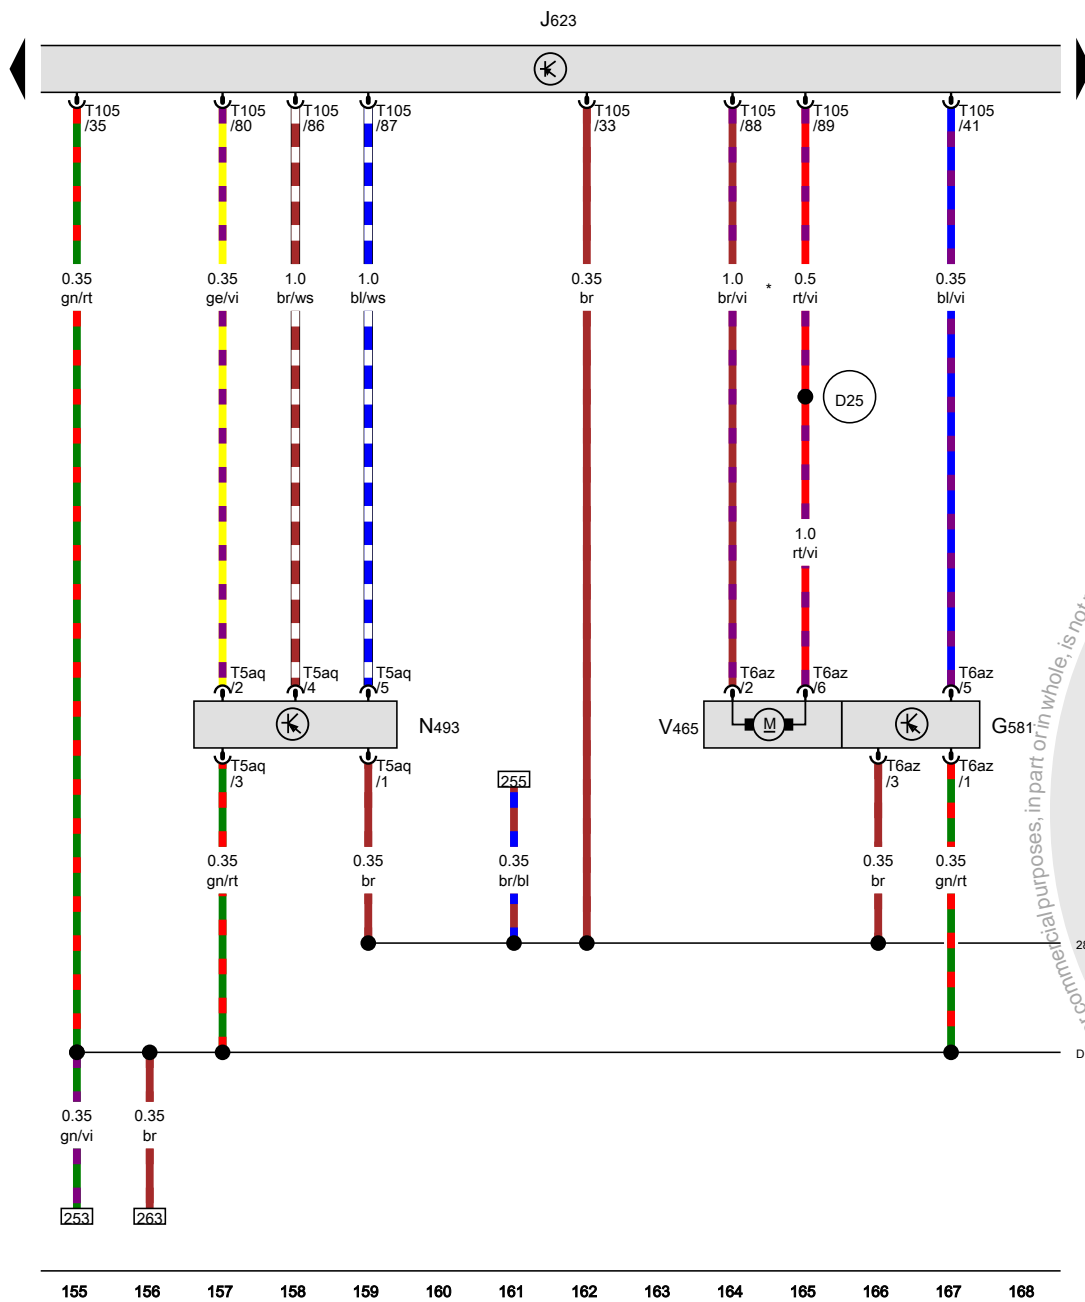 J623
T105 T105 T105 T105 T105 T105 T105 T105
/35 /80 /86 /87 /33 /88 /89 /41
0.35 0.35 1.0 1.0 0.35 1.0 * 0.5 0.35
gn/rt ge/vi br/ws bl/ws br br/vi rt/vi bl/vi
D25
1.0
rt/vi
T5aq T5aq T5aq T6az T6az T6az
/2 /4 /5 /2 /6 /5
N493 V465 M G581
T5aq T5aq T6az T6az
/3 /1 /3 /1
255
0.35 0.35 0.35 0.35 0.35
gn/rt br br/bl br gn/rt
28
D
0.35 0.35
gn/vi br
253 263
155 156 157 158 159 160 161 162 163 164 165 166 167 168
commercial purposes, in part or in whole, is not